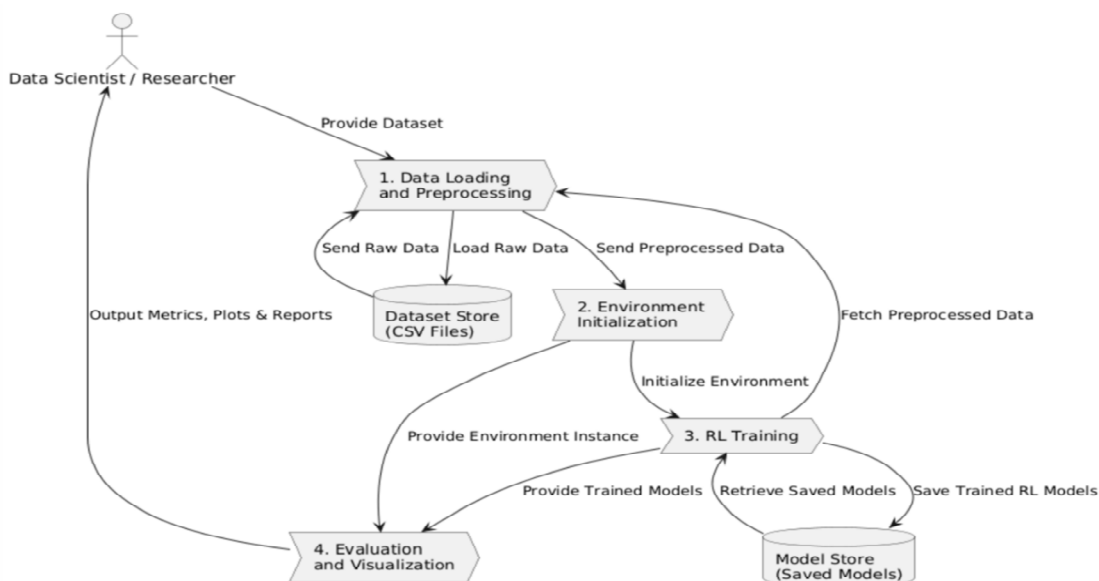 Data Scientist / Researcher
Provide Dataset
1. Data Loading
and Preprocessing
Send Raw Data
Load Raw Data
Send Preprocessed Data
Dataset Store
(CSV Files)
2. Environment
Initialization
Output Metrics, Plots & Reports
Fetch Preprocessed Data
Initialize Environment
Provide Environment Instance
3. RL Training
Provide Trained Models
Retrieve Saved Models
Save Trained RL Models
4. Evaluation
and Visualization
Model Store
(Saved Models)